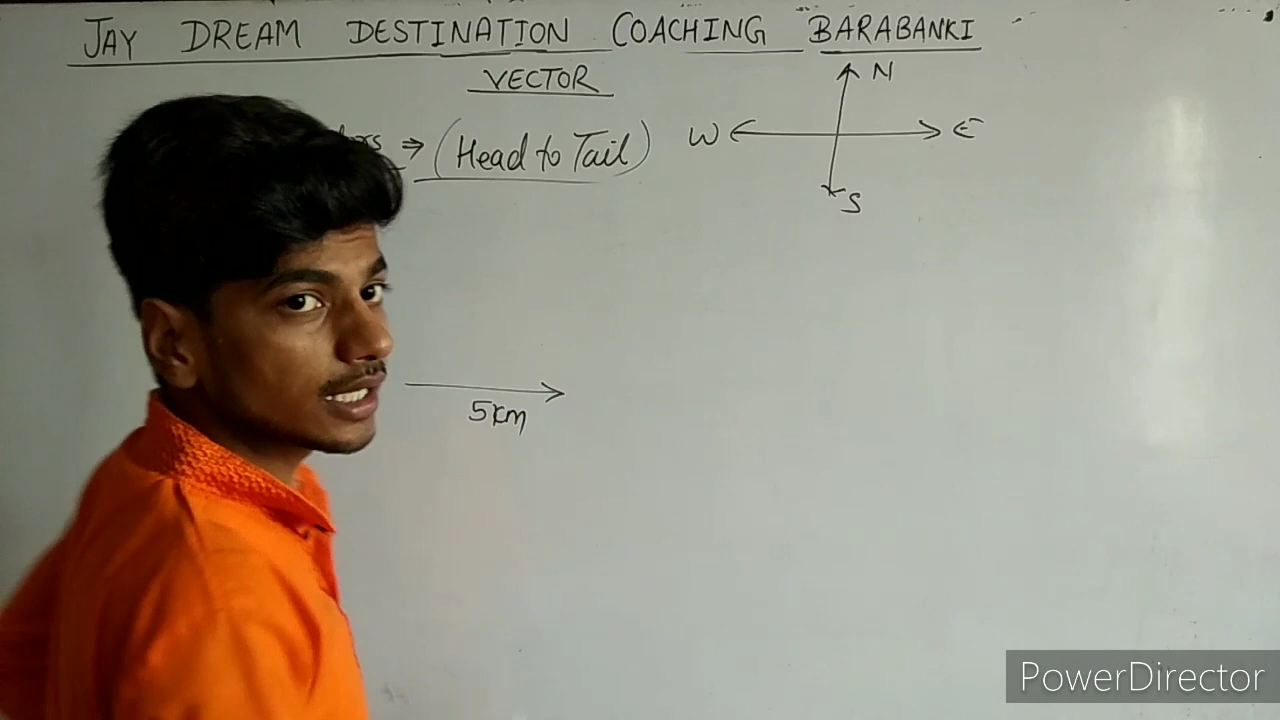 JAY DREAM DESTINATION COACHING BARABANKI
VECTOR
N
⇒ (Head to Tail)
W
E
S
5km
PowerDirector